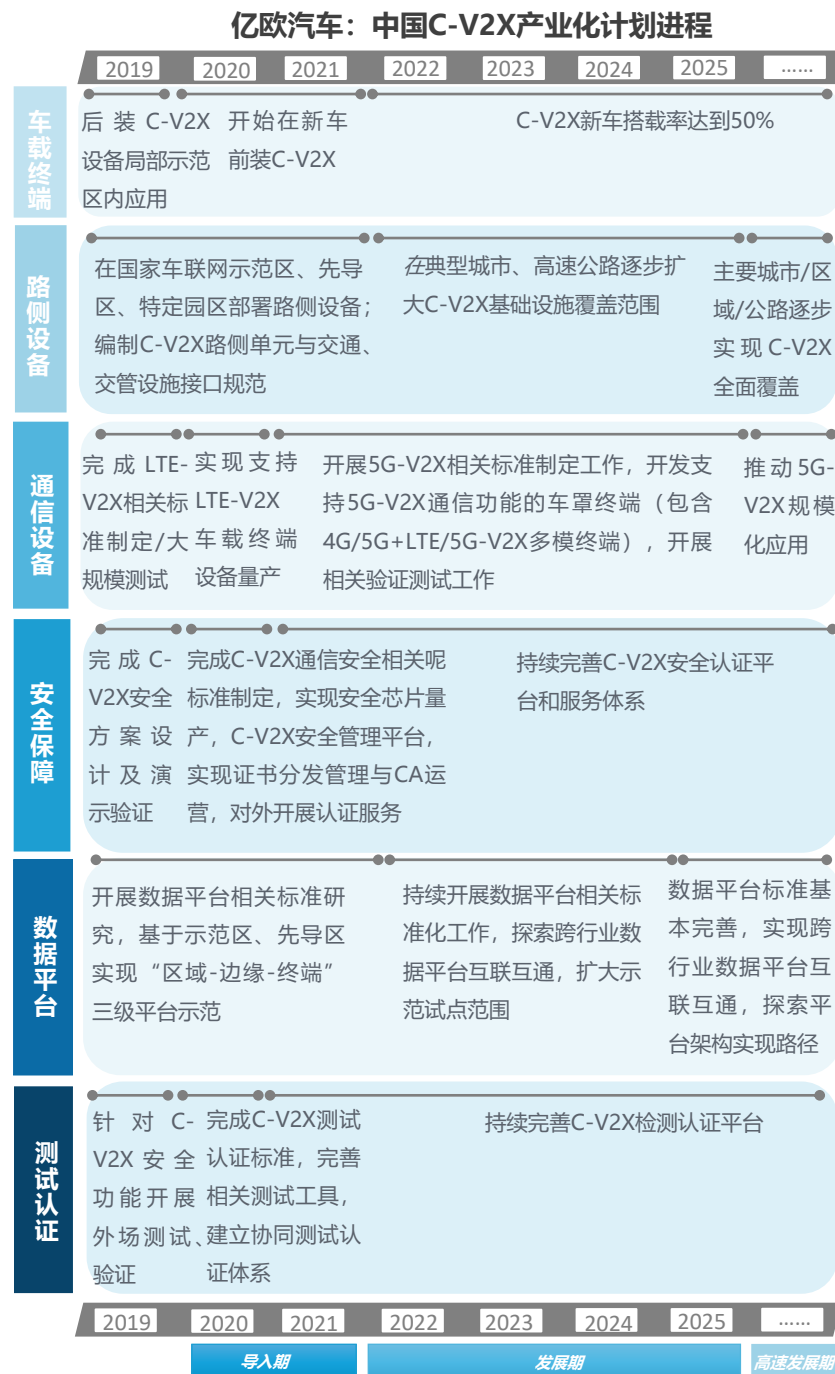 亿欧汽车：中国C-V2X产业化计划进程
2019 2020 2021 2022 2023 2024 2025 ……
车载终端
后装C-V2X
设备局部示范
区内应用
开始在新车
前装C-V2X
C-V2X新车搭载率达到50%
路侧设备
在国家车联网示范区、先导
区、特定园区部署路侧设备；
编制C-V2X路侧单元与交通、
交管设施接口规范
在典型城市、高速公路逐步扩
大C-V2X基础设施覆盖范围
主要城市/区
域/公路逐步
实现C-V2X
全面覆盖
通信设备
完成LTE-
V2X相关标
准制定/大
规模测试
实现支持
LTE-V2X
车载终端
设备量产
开展5G-V2X相关标准制定工作，开发支
持5G-V2X通信功能的车罩终端（包含
4G/5G+LTE/5G-V2X多模终端），开展
相关验证测试工作
推动5G-
V2X规模
化应用
安全保障
完成C-
V2X安全
方案设
计及演
示验证
完成C-V2X通信安全相关呢
标准制定，实现安全芯片量
产，C-V2X安全管理平台，
实现证书分发管理与CA运
营，对外开展认证服务
持续完善C-V2X安全认证平
台和服务体系
数据平台
开展数据平台相关标准研
究，基于示范区、先导区
实现“区域-边缘-终端”
三级平台示范
持续开展数据平台相关标
准化工作，探索跨行业数
据平台互联互通，扩大示
范试点范围
数据平台标准基
本完善，实现跨
行业数据平台互
联互通，探索平
台架构实现路径
测试认证
针对C-
V2X安全
功能开展
外场测试、
验证
完成C-V2X测试
认证标准，完善
相关测试工具，
建立协同测试认
证体系
持续完善C-V2X检测认证平台
2019 2020 2021 2022 2023 2024 2025 ……
导入期 发展期 高速发展期